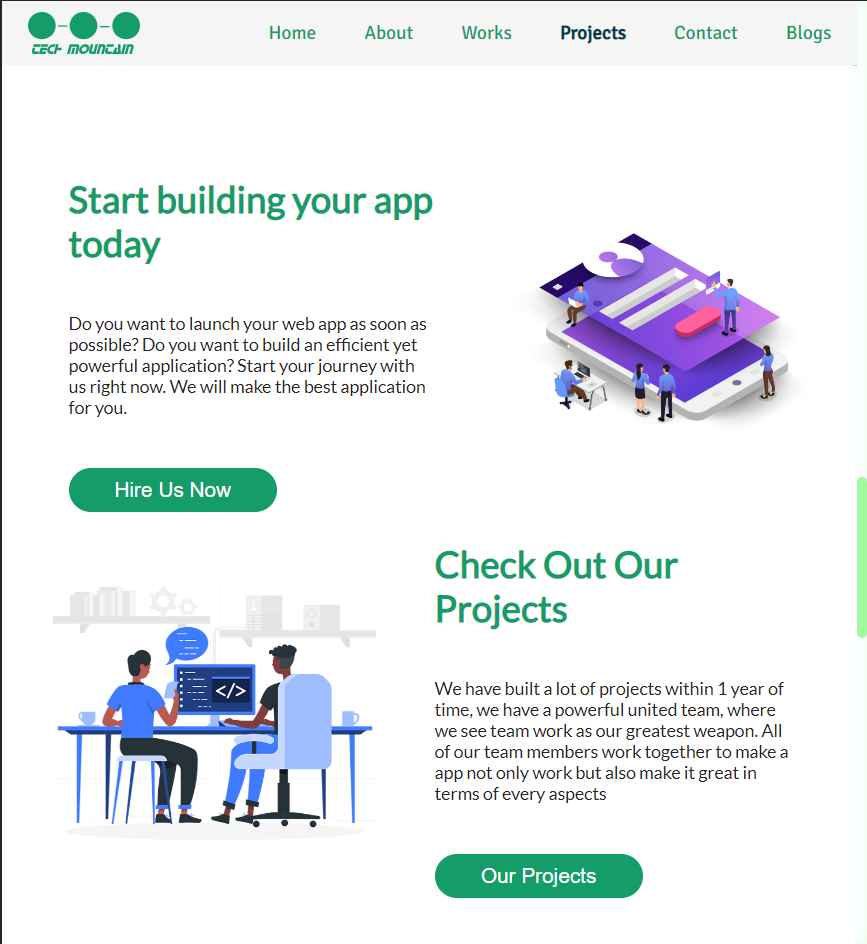 TECH MOUNTAIN
Home About Works Projects Contact Blogs
Start building your app
today
Do you want to launch your web app as soon as
possible? Do you want to build an efficient yet
powerful application? Start your journey with
us right now. We will make the best application
for you.
Hire Us Now
</>
Check Out Our
Projects
We have built a lot of projects within 1 year of
time, we have a powerful united team, where
we see team work as our greatest weapon. All
of our team members work together to make a
app not only work but also make it great in
terms of every aspects
Our Projects